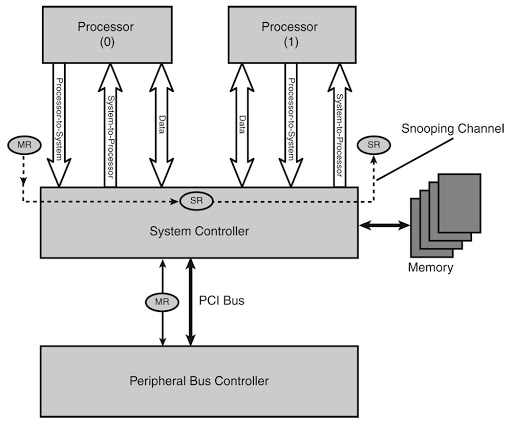 Processor
(0)
Processor
(1)
Processor-to-System
System-to-Processor
Data
Data
Processor-to-System
System-to-Processor
MR
SR
Snooping Channel
SR
System Controller
Memory
MR
PCI Bus
Peripheral Bus Controller